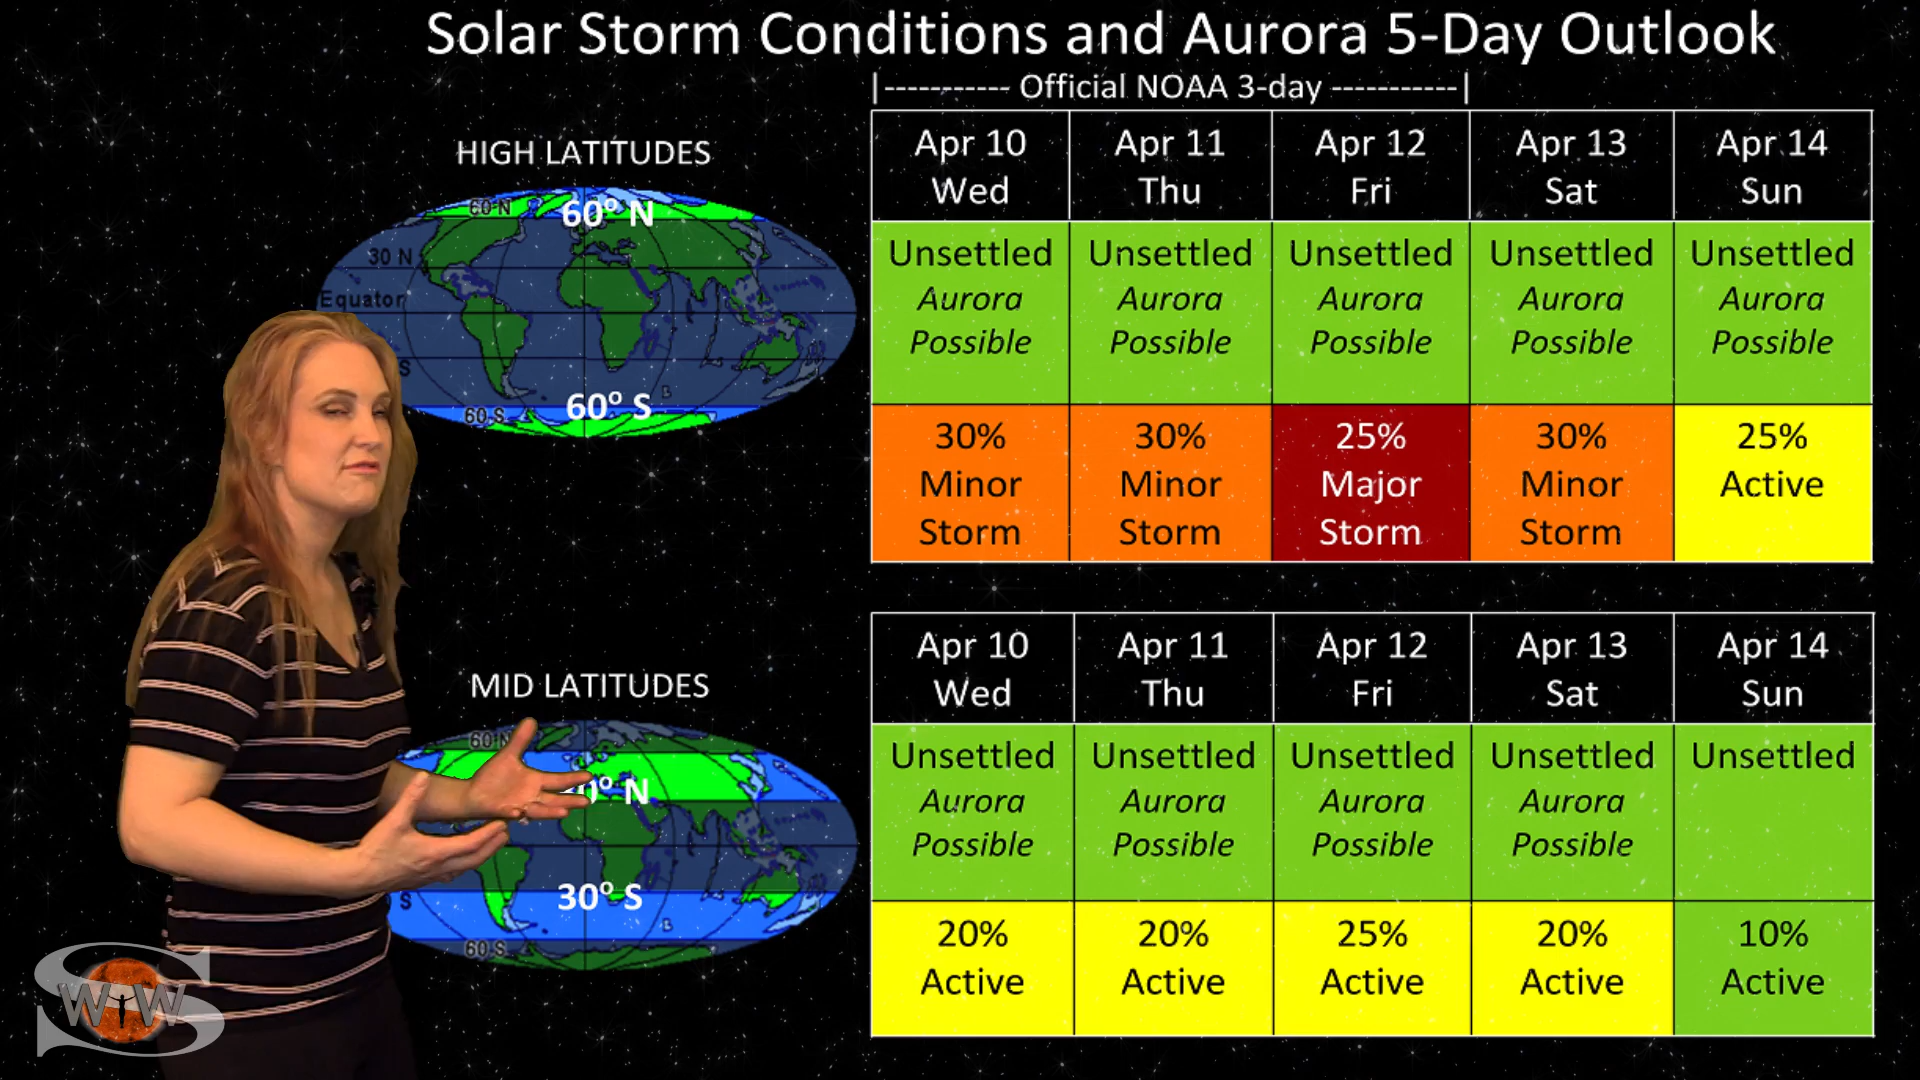 Solar Storm Conditions and Aurora 5-Day Outlook
|----------- Official NOAA 3-day -----------|
HIGH LATITUDES
60 N
60º N
30 N
Equator
S
60 S
60º S
Apr 10 Apr 11 Apr 12 Apr 13 Apr 14
Wed Thu Fri Sat Sun
Unsettled Unsettled Unsettled Unsettled Unsettled
Aurora Aurora Aurora Aurora Aurora
Possible Possible Possible Possible Possible
30% 30% 25% 30% 25%
Minor Minor Major Minor Active
Storm Storm Storm Storm
MID LATITUDES
60 N
0º N
30º S
S
60 S
Apr 10 Apr 11 Apr 12 Apr 13 Apr 14
Wed Thu Fri Sat Sun
Unsettled Unsettled Unsettled Unsettled Unsettled
Aurora Aurora Aurora Aurora
Possible Possible Possible Possible
20% 20% 25% 20% 10%
Active Active Active Active Active
S
WTW